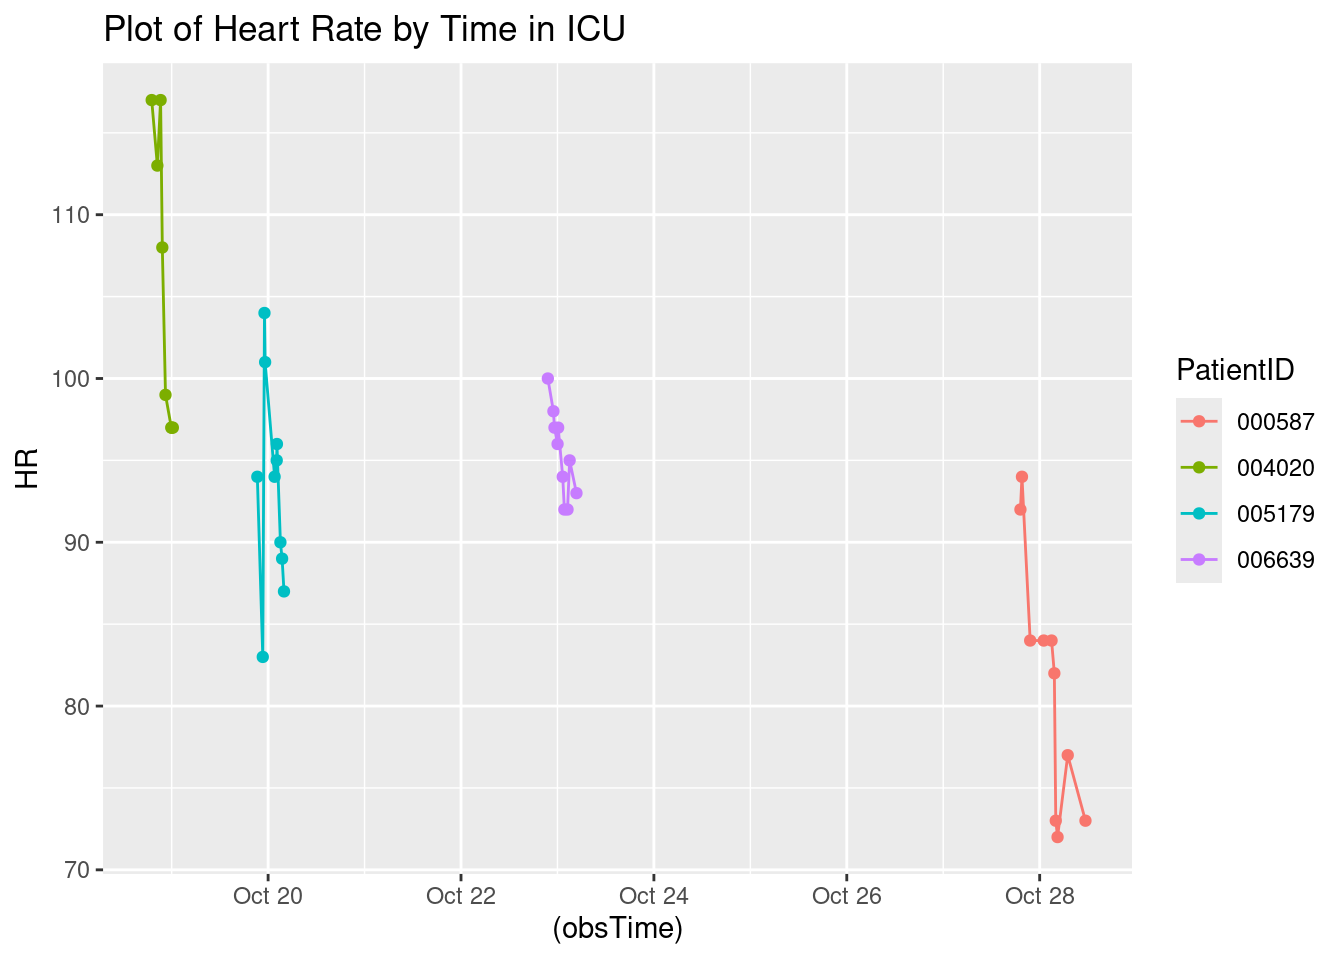 Plot of Heart Rate by Time in ICU
HR
110
100
90
80
70
Oct 20 Oct 22 Oct 24 Oct 26 Oct 28
(obsTime)
PatientID
000587
004020
005179
006639